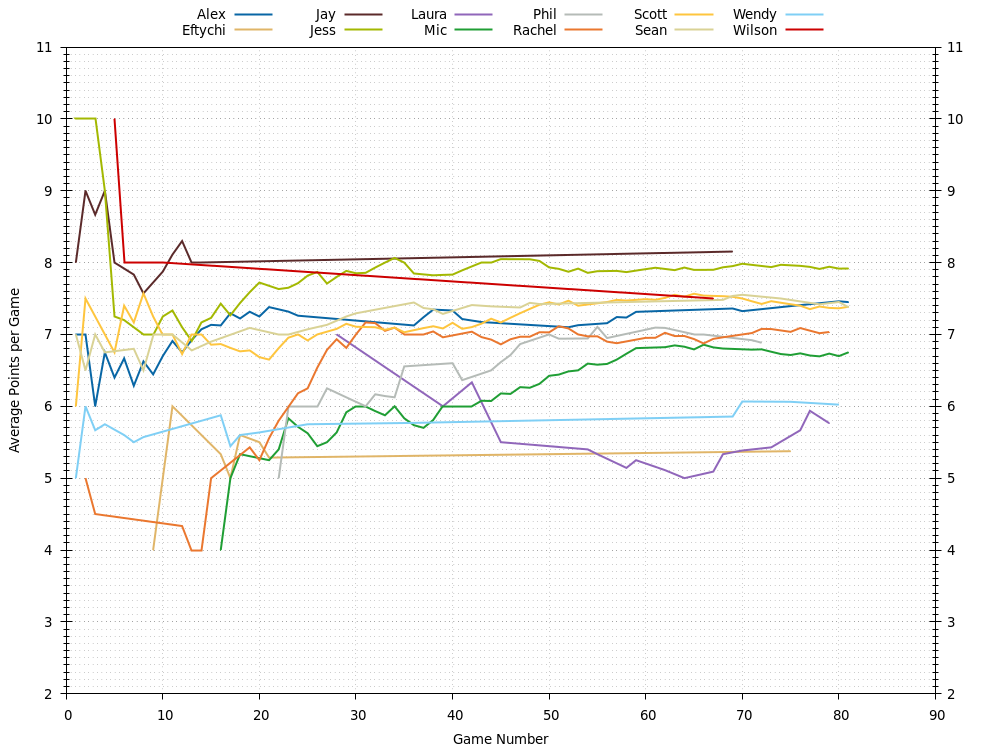 Alex Jay Laura Phil Scott Wendy
Eftychi Jess Mic Rachel Sean Wilson
11 11
10 10
9 9
8 8
7 7
6 6
5 5
4 4
3 3
2 2
Average Points per Game
0 10 20 30 40 50 60 70 80 90
Game Number